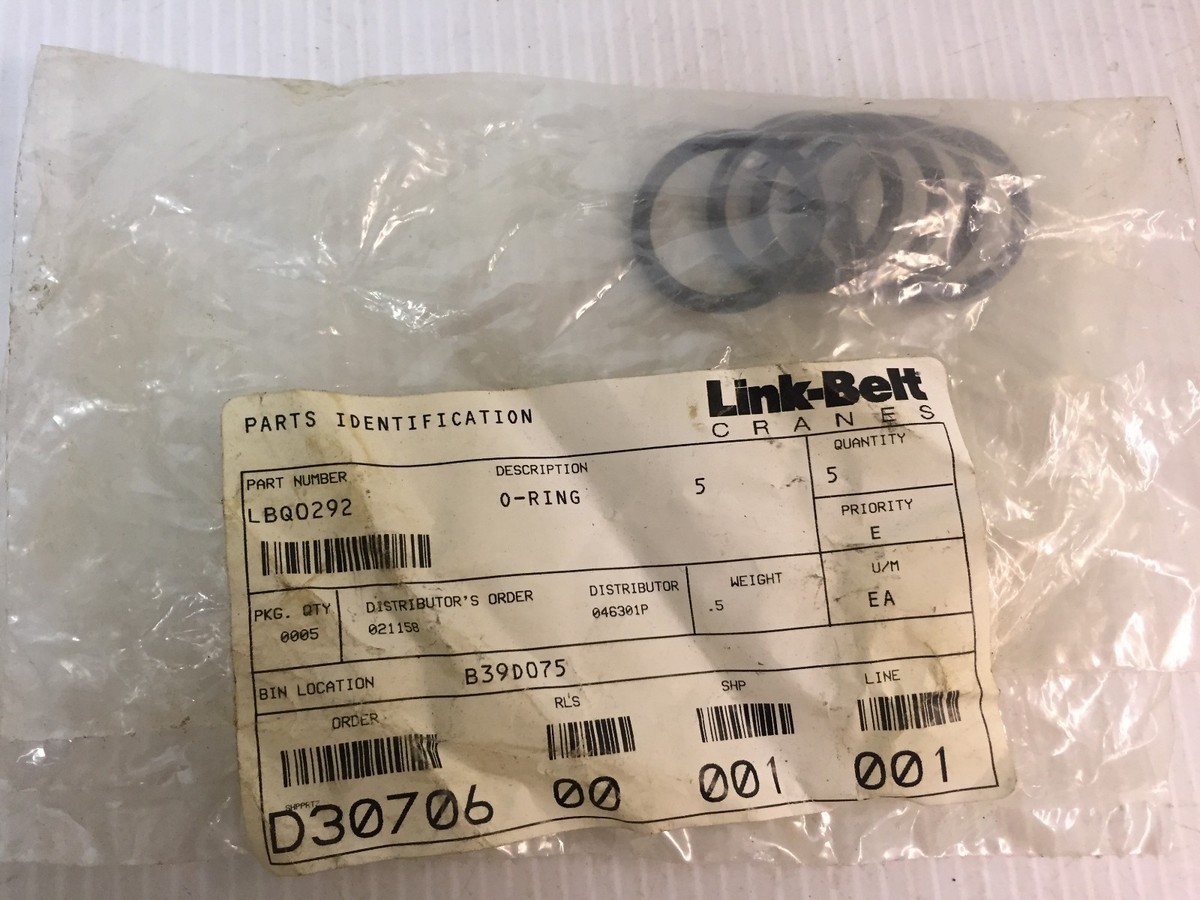 PARTS IDENTIFICATION
Link-Belt
CRANES
PART NUMBER
LBQ0292
DESCRIPTION
O-RING
5
QUANTITY
5
PRIORITY
E
U/M
EA
PKG. QTY
0005
DISTRIBUTOR'S ORDER
021158
DISTRIBUTOR
046301P
WEIGHT
.5
BIN LOCATION
B39D075
ORDER
RLS
SHP
LINE
SHPPRTZ
D30706
00
001
001